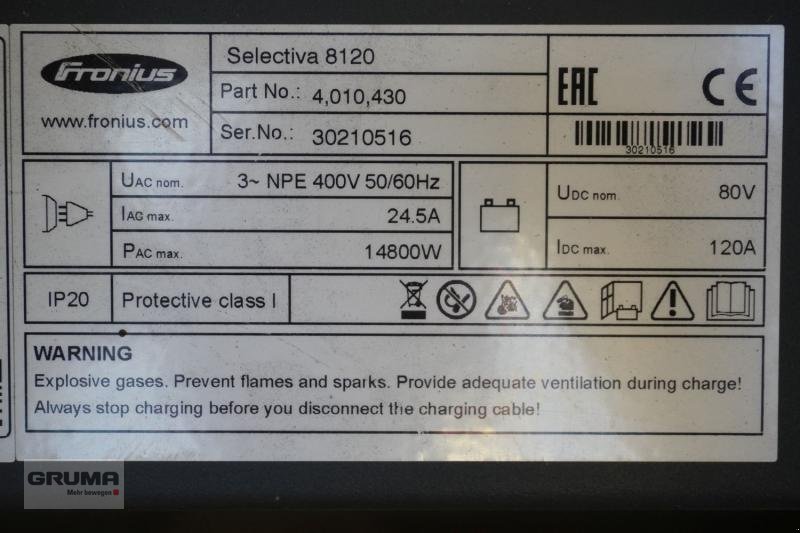 Fronius
www.fronius.com
Selectiva 8120
Part No.: 4,010,430
Ser.No.: 30210516
EAC CE
30210516
UAC nom. 3~ NPE 400V 50/60Hz
IAC max. 24.5A
PAC max. 14800W
UDC nom. 80V
IDC max. 120A
IP20 Protective class I
WARNING
Explosive gases. Prevent flames and sparks. Provide adequate ventilation during charge!
Always stop charging before you disconnect the charging cable!
GRUMA
Mehr bewegen